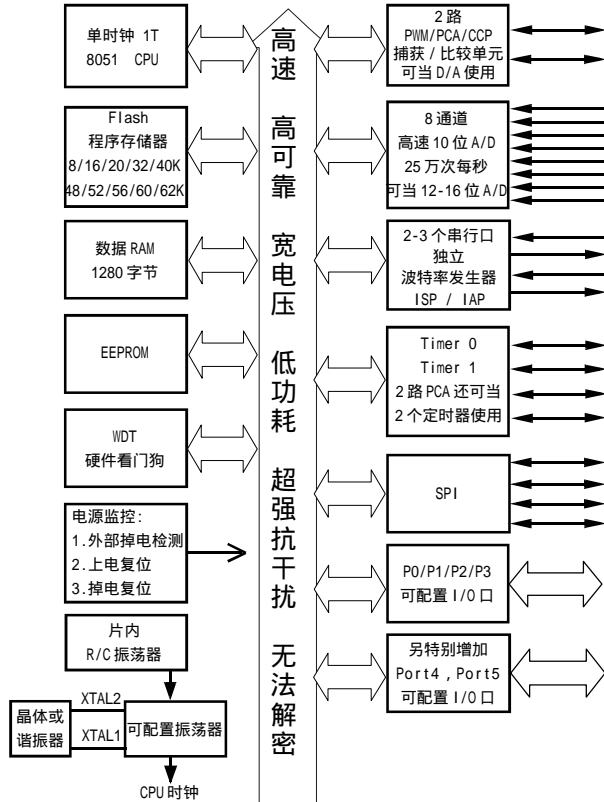 单时钟 1T
8051 CPU
Flash
程序存储器
8/16/20/32/40K
48/52/56/60/62K
数据 RAM
1280 字节
EEPROM
WDT
硬件看门狗
电源监控:
1.外部掉电检测
2.上电复位
3.掉电复位
片内
R/C 振荡器
XTAL2
晶体或
谐振器
XTAL1
可配置振荡器
CPU 时钟
高速
高可靠
宽电压
低功耗
超强抗干扰
无法解密
2 路
PWM/PCA/CCP
捕获 / 比较单元
可当 D/A 使用
8 通道
高速 10 位 A/D
25 万次每秒
可当 12-16 位 A/D
2-3 个串行口
独立
波特率发生器
ISP / IAP
Timer 0
Timer 1
2 路 PCA 还可当
2 个定时器使用
SPI
P0/P1/P2/P3
可配置 I/O 口
另特别增加
Port4 , Port5
可配置 I/O 口